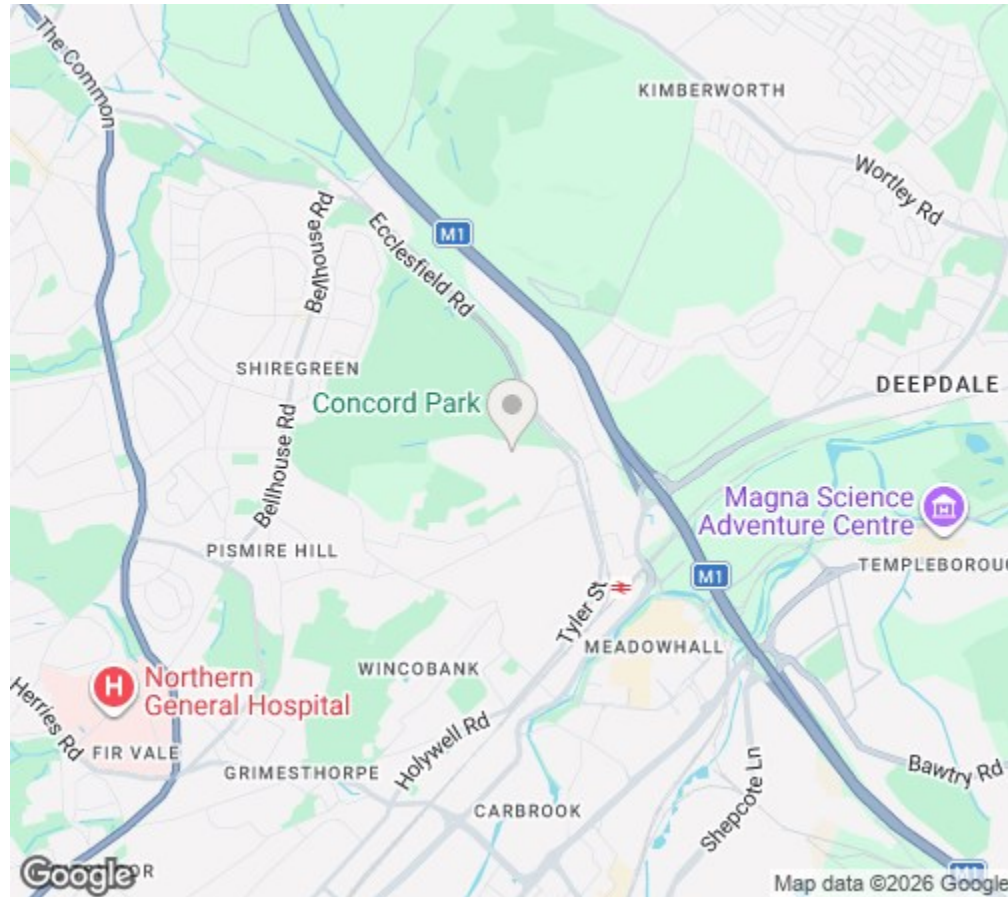 The Common
KIMBERWORTH
Wortley Rd
Bellhouse Rd
Ecclesfield Rd
M1
SHIREGREEN
Concord Park
DEEPDALE
Bellhouse Rd
Magna Science
Adventure Centre
PISMIRE HILL
TEMPLEBOROUG
M1
Tyler St
MEADOWHALL
WINCOBANK
Northern
General Hospital
H
Herries Rd
Holywell Rd
FIR VALE
GRIMESTHORPE
Bawtry Rd
Shepcote Ln
CARBROOK
M1
Google
OR
Map data ©2026 Google